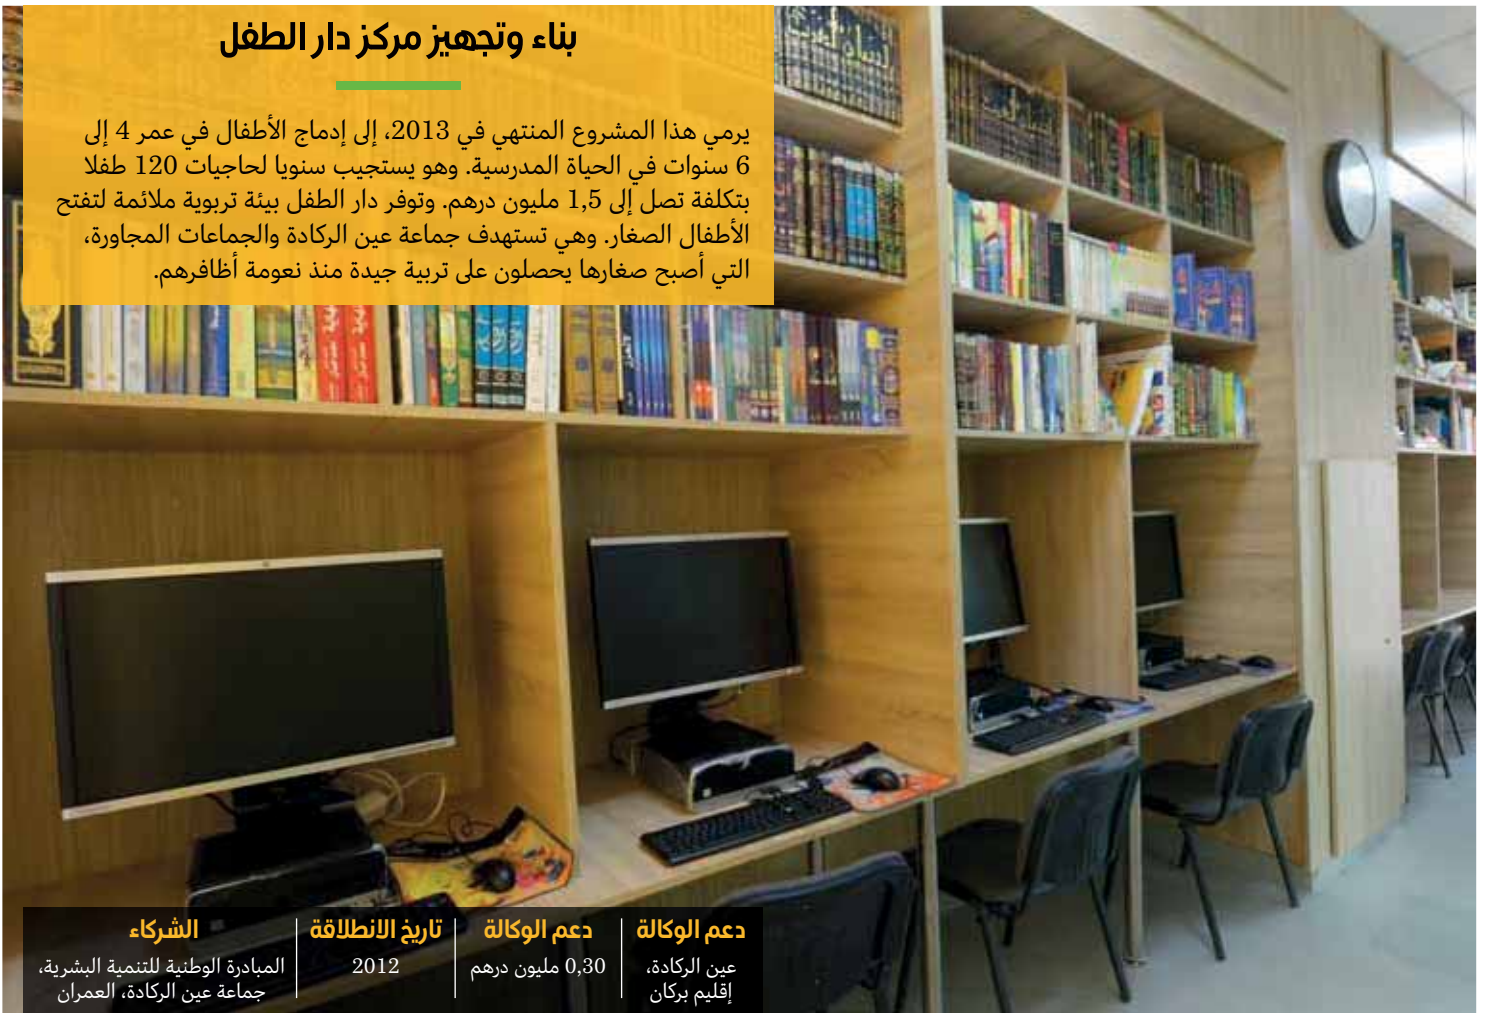 بناء وتجهيز مركز دار الطفل
يرمي هذا المشروع المنتهي في 2013، إلى إدماج الأطفال في عمر 4 إلى
6 سنوات في الحياة المدرسية. وهو يستجيب سنويا لحاجيات 120 طفلا
بتكلفة تصل إلى 1,5 مليون درهم. وتوفر دار الطفل بيئة تربوية ملائمة لتفتح
الأطفال الصغار. وهي تستهدف جماعة عين الركادة والجماعات المجاورة،
التي أصبح صغارها يحصلون على تربية جيدة منذ نعومة أظافرهم.
دعم الوكالة
عين الركادة،
إقليم بركان
دعم الوكالة
0,30 مليون درهم
تاريخ الانطلاقة
2012
الشركاء
المبادرة الوطنية للتنمية البشرية،
جماعة عين الركادة، العمران